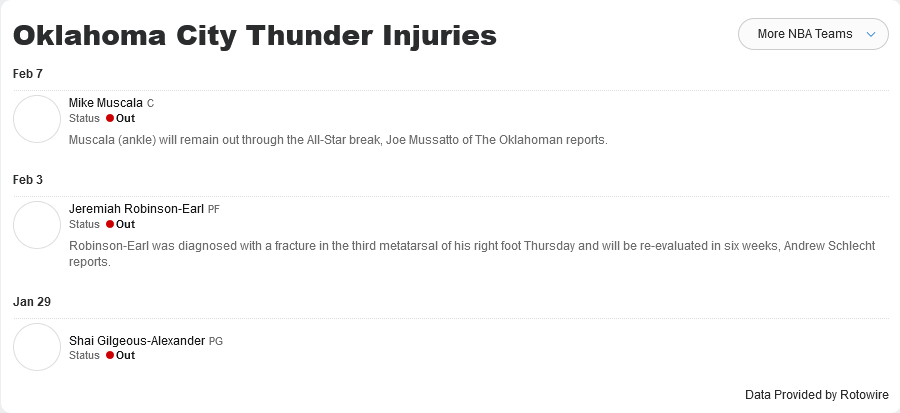 Oklahoma City Thunder Injuries
More NBA Teams
Feb 7
Mike Muscala C
Status Out
Muscala (ankle) will remain out through the All-Star break, Joe Mussatto of The Oklahoman reports.
Feb 3
Jeremiah Robinson-Earl PF
Status Out
Robinson-Earl was diagnosed with a fracture in the third metatarsal of his right foot Thursday and will be re-evaluated in six weeks, Andrew Schlecht
reports.
Jan 29
Shai Gilgeous-Alexander PG
Status Out
Data Provided by Rotowire